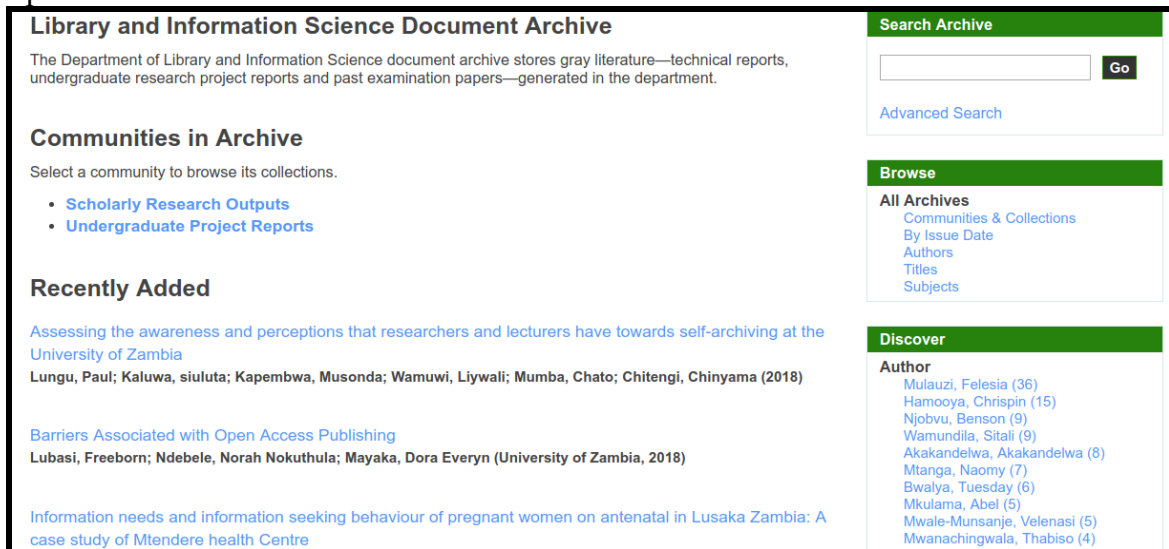 Library and Information Science Document Archive
The Department of Library and Information Science document archive stores gray literature—technical reports,
undergraduate research project reports and past examination papers—generated in the department.
Communities in Archive
Select a community to browse its collections.
• Scholarly Research Outputs
• Undergraduate Project Reports
Recently Added
Assessing the awareness and perceptions that researchers and lecturers have towards self-archiving at the
University of Zambia
Lungu, Paul; Kaluwa, siuluta; Kapembwa, Musonda; Wamuwi, Liywali; Mumba, Chato; Chitengi, Chinyama (2018)
Barriers Associated with Open Access Publishing
Lubasi, Freeborn; Ndebele, Norah Nokuthula; Mayaka, Dora Everyn (University of Zambia, 2018)
Information needs and information seeking behaviour of pregnant women on antenatal in Lusaka Zambia: A
case study of Mtendere health Centre
Search Archive
Go
Advanced Search
Browse
All Archives
Communities & Collections
By Issue Date
Authors
Titles
Subjects
Discover
Author
Mulauzi, Felesia (36)
Hamooya, Chrispin (15)
Njobvu, Benson (9)
Wamundila, Sitali (9)
Akakandelwa, Akakandelwa (8)
Mtanga, Naomy (7)
Bwalya, Tuesday (6)
Mkulama, Abel (5)
Mwale-Munsanje, Velenasi (5)
Mwanachingwala, Thabiso (4)